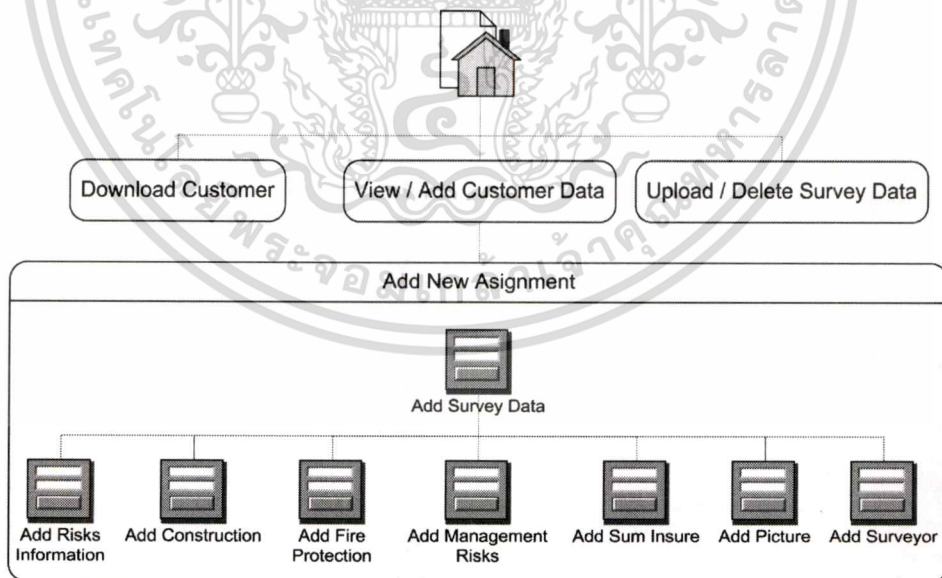 Download Customer
View / Add Customer Data
Upload / Delete Survey Data
Add New Asignment
Add Survey Data
Add Risks
Information
Add Construction
Add Fire
Protection
Add Management
Risks
Add Sum Insure
Add Picture
Add Surveyor